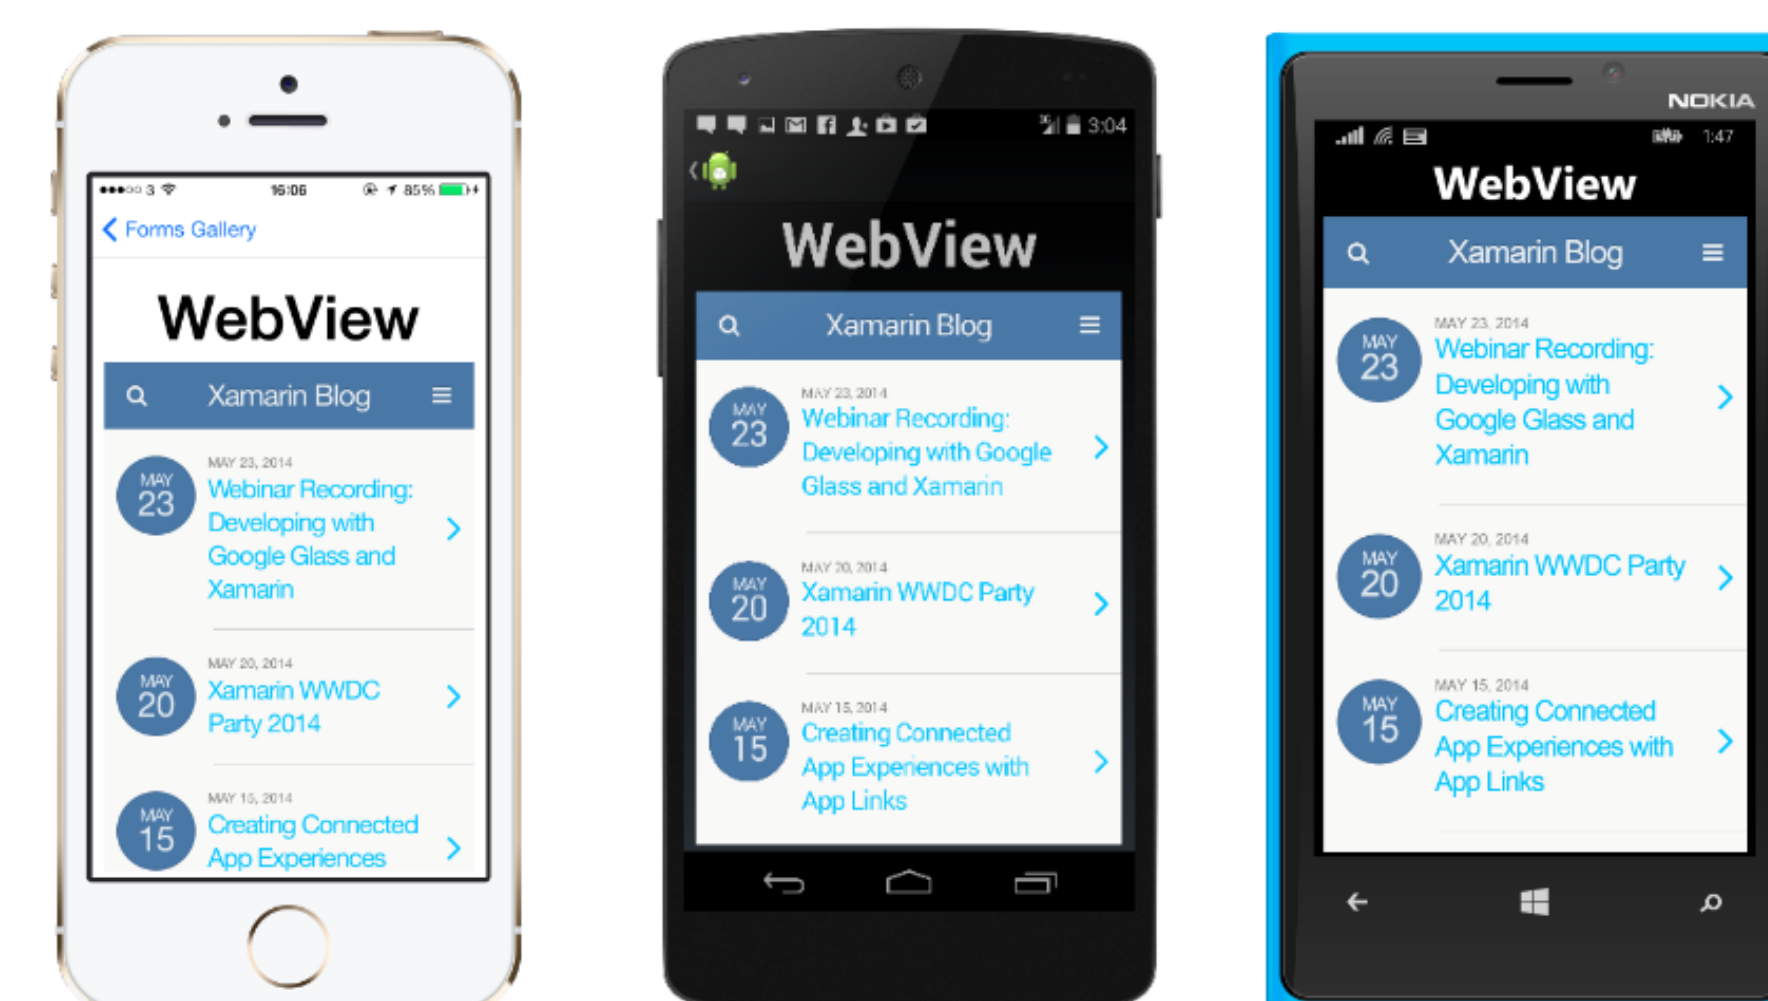 ●●●○○ 3 16:06 85%
Forms Gallery
WebView
Xamarin Blog
MAY
23
MAY 23, 2014
Webinar Recording:
Developing with
Google Glass and
Xamarin
MAY
20
MAY 20, 2014
Xamarin WWDC
Party 2014
MAY
15
MAY 15, 2014
Creating Connected
App Experiences
3G 3:04
WebView
Xamarin Blog
MAY
23
MAY 23, 2014
Webinar Recording:
Developing with Google
Glass and Xamarin
MAY
20
MAY 20, 2014
Xamarin WWDC Party
2014
MAY
15
MAY 15, 2014
Creating Connected
App Experiences with
App Links
NOKIA
1:47
WebView
Xamarin Blog
MAY
23
MAY 23, 2014
Webinar Recording:
Developing with
Google Glass and
Xamarin
MAY
20
MAY 20, 2014
Xamarin WWDC Party
2014
MAY
15
MAY 15, 2014
Creating Connected
App Experiences with
App Links